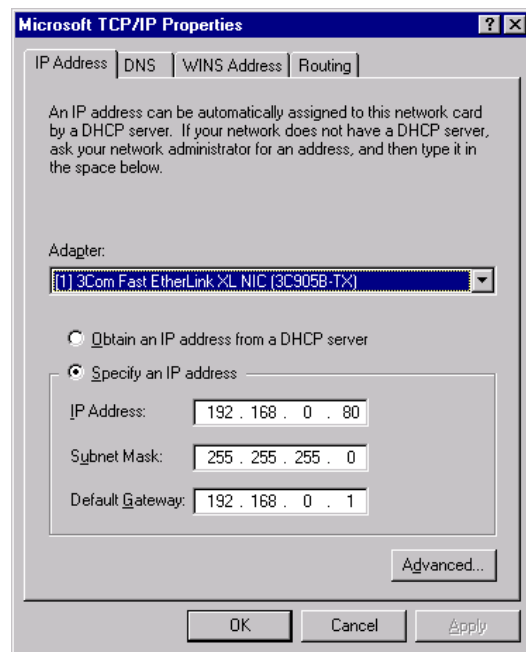 Microsoft TCP/IP Properties
? X
IP Address DNS WINS Address Routing
An IP address can be automatically assigned to this network card
by a DHCP server. If your network does not have a DHCP server,
ask your network administrator for an address, and then type it in
the space below.
Adapter:
[1] 3Com Fast EtherLink XL NIC (3C905B-TX)
Obtain an IP address from a DHCP server
Specify an IP address
IP Address: 192 . 168 . 0 . 80
Subnet Mask: 255 . 255 . 255 . 0
Default Gateway: 192 . 168 . 0 . 1
Advanced...
OK Cancel Apply